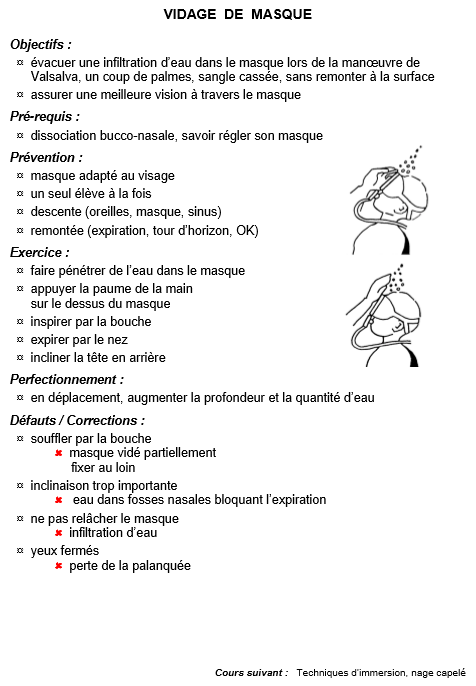 VIDAGE DE MASQUE
Objectifs :
¤ évacuer une infiltration d'eau dans le masque lors de la manœuvre de
Valsalva, un coup de palmes, sangle cassée, sans remonter à la surface
¤ assurer une meilleure vision à travers le masque
Pré-requis :
¤ dissociation bucco-nasale, savoir régler son masque
Prévention :
¤ masque adapté au visage
¤ un seul élève à la fois
¤ descente (oreilles, masque, sinus)
¤ remontée (expiration, tour d'horizon, OK)
Exercice :
¤ faire pénétrer de l'eau dans le masque
¤ appuyer la paume de la main
sur le dessus du masque
¤ inspirer par la bouche
¤ expirer par le nez
¤ incliner la tête en arrière
Perfectionnement :
¤ en déplacement, augmenter la profondeur et la quantité d'eau
Défauts / Corrections :
¤ souffler par la bouche
✖ masque vidé partiellement
fixer au loin
¤ inclinaison trop importante
✖ eau dans fosses nasales bloquant l'expiration
¤ ne pas relâcher le masque
✖ infiltration d'eau
¤ yeux fermés
✖ perte de la palanquée
Cours suivant : Techniques d'immersion, nage capelé